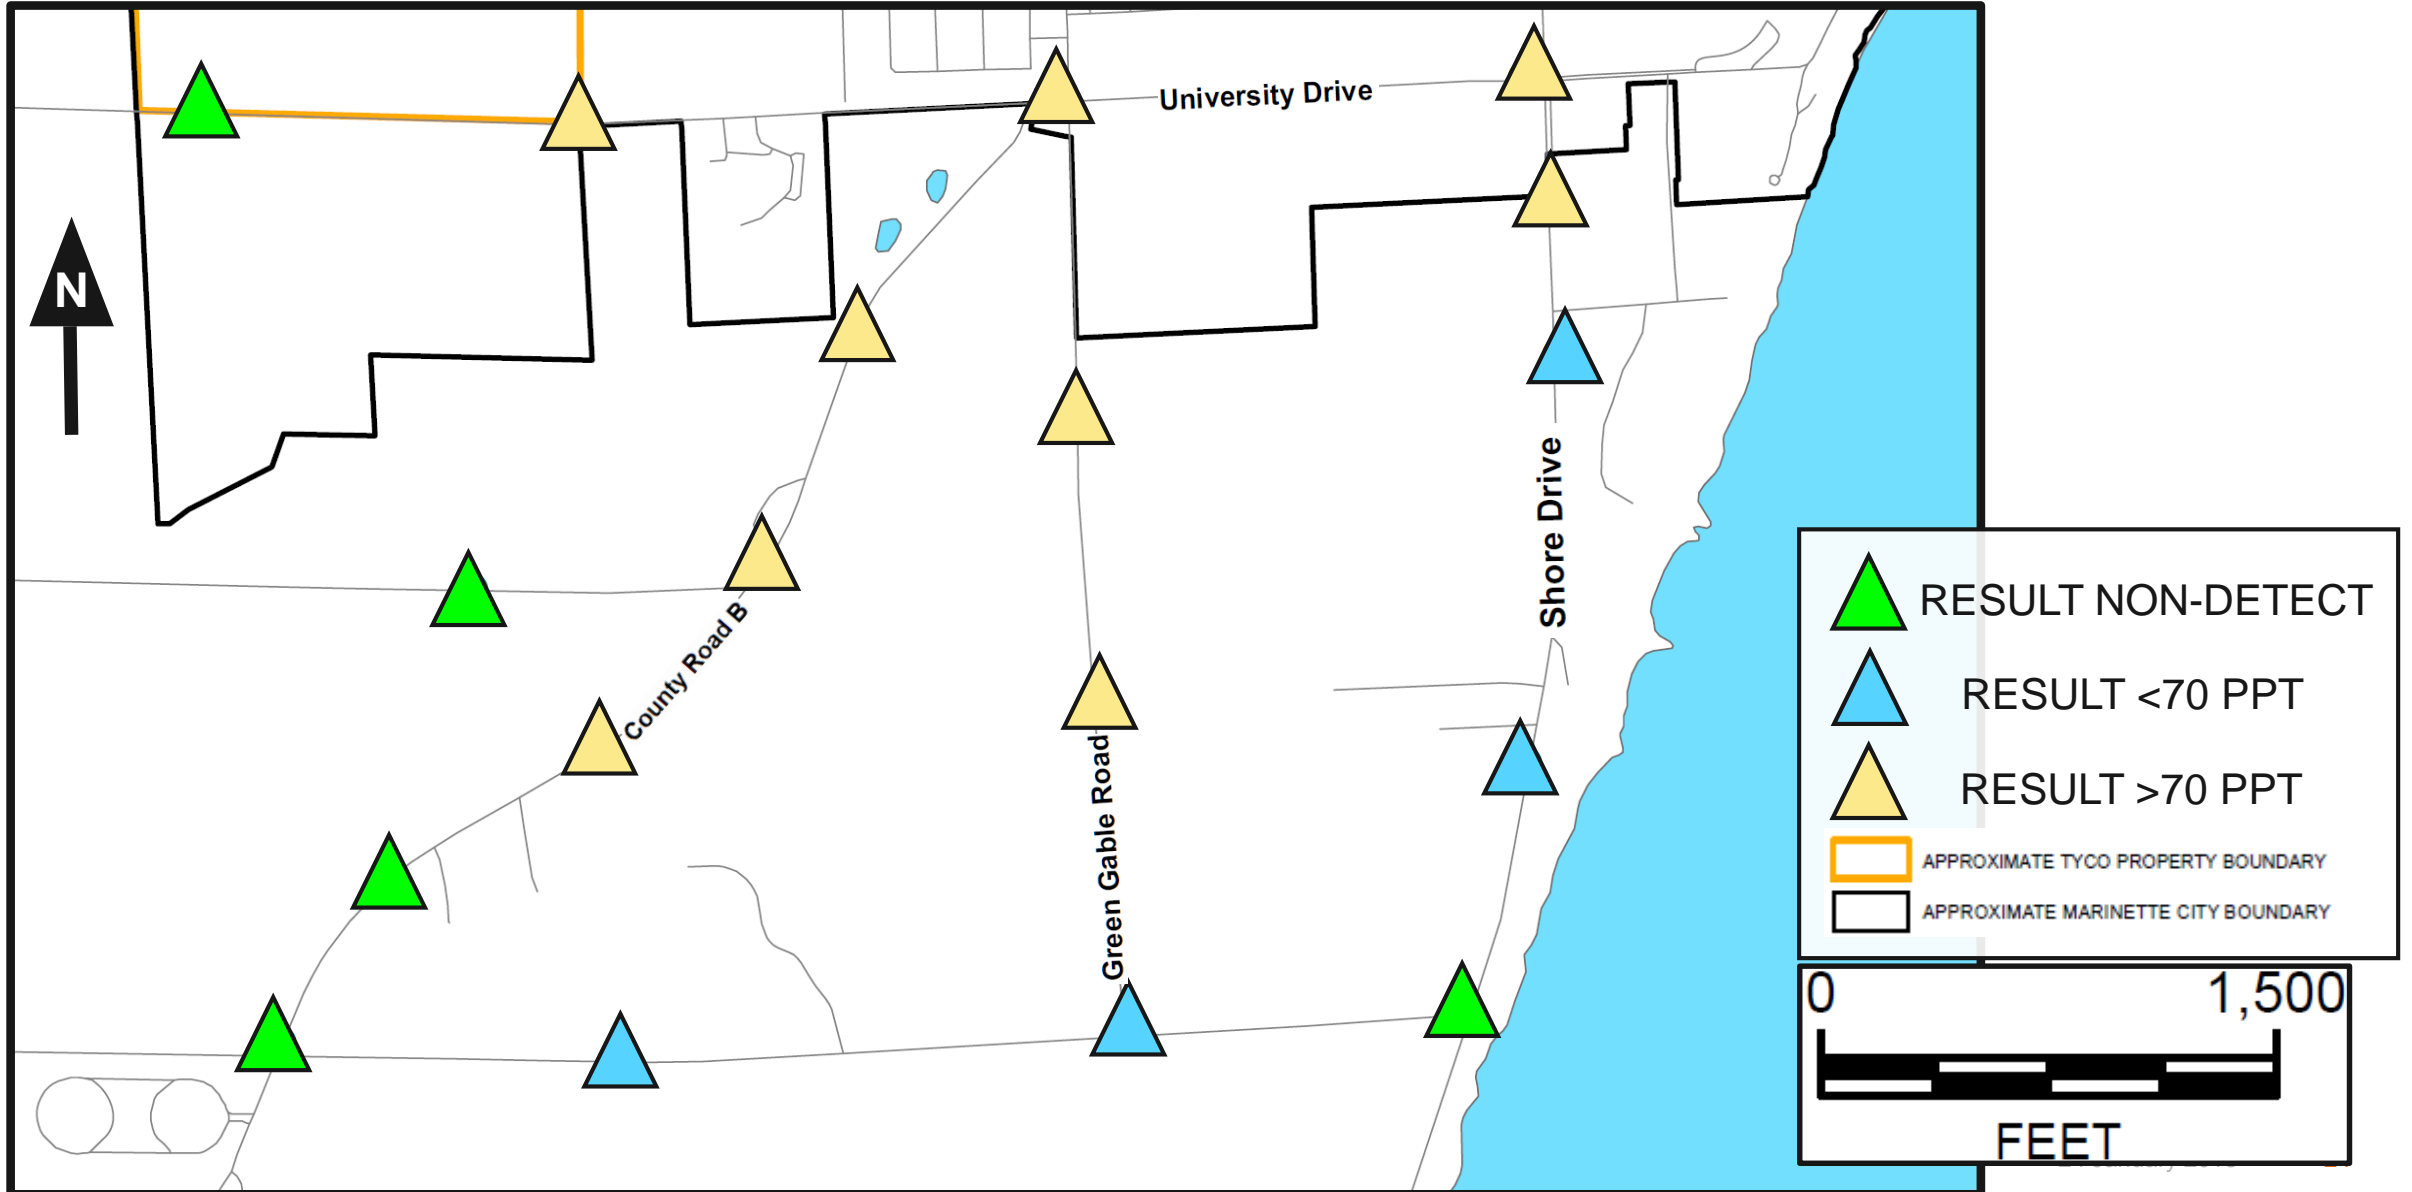 University Drive
N
Shore Drive
County Road B
Green Gable Road
RESULT NON-DETECT
RESULT <70 PPT
RESULT >70 PPT
APPROXIMATE TYCO PROPERTY BOUNDARY
APPROXIMATE MARINETTE CITY BOUNDARY
0 1,500
FEET